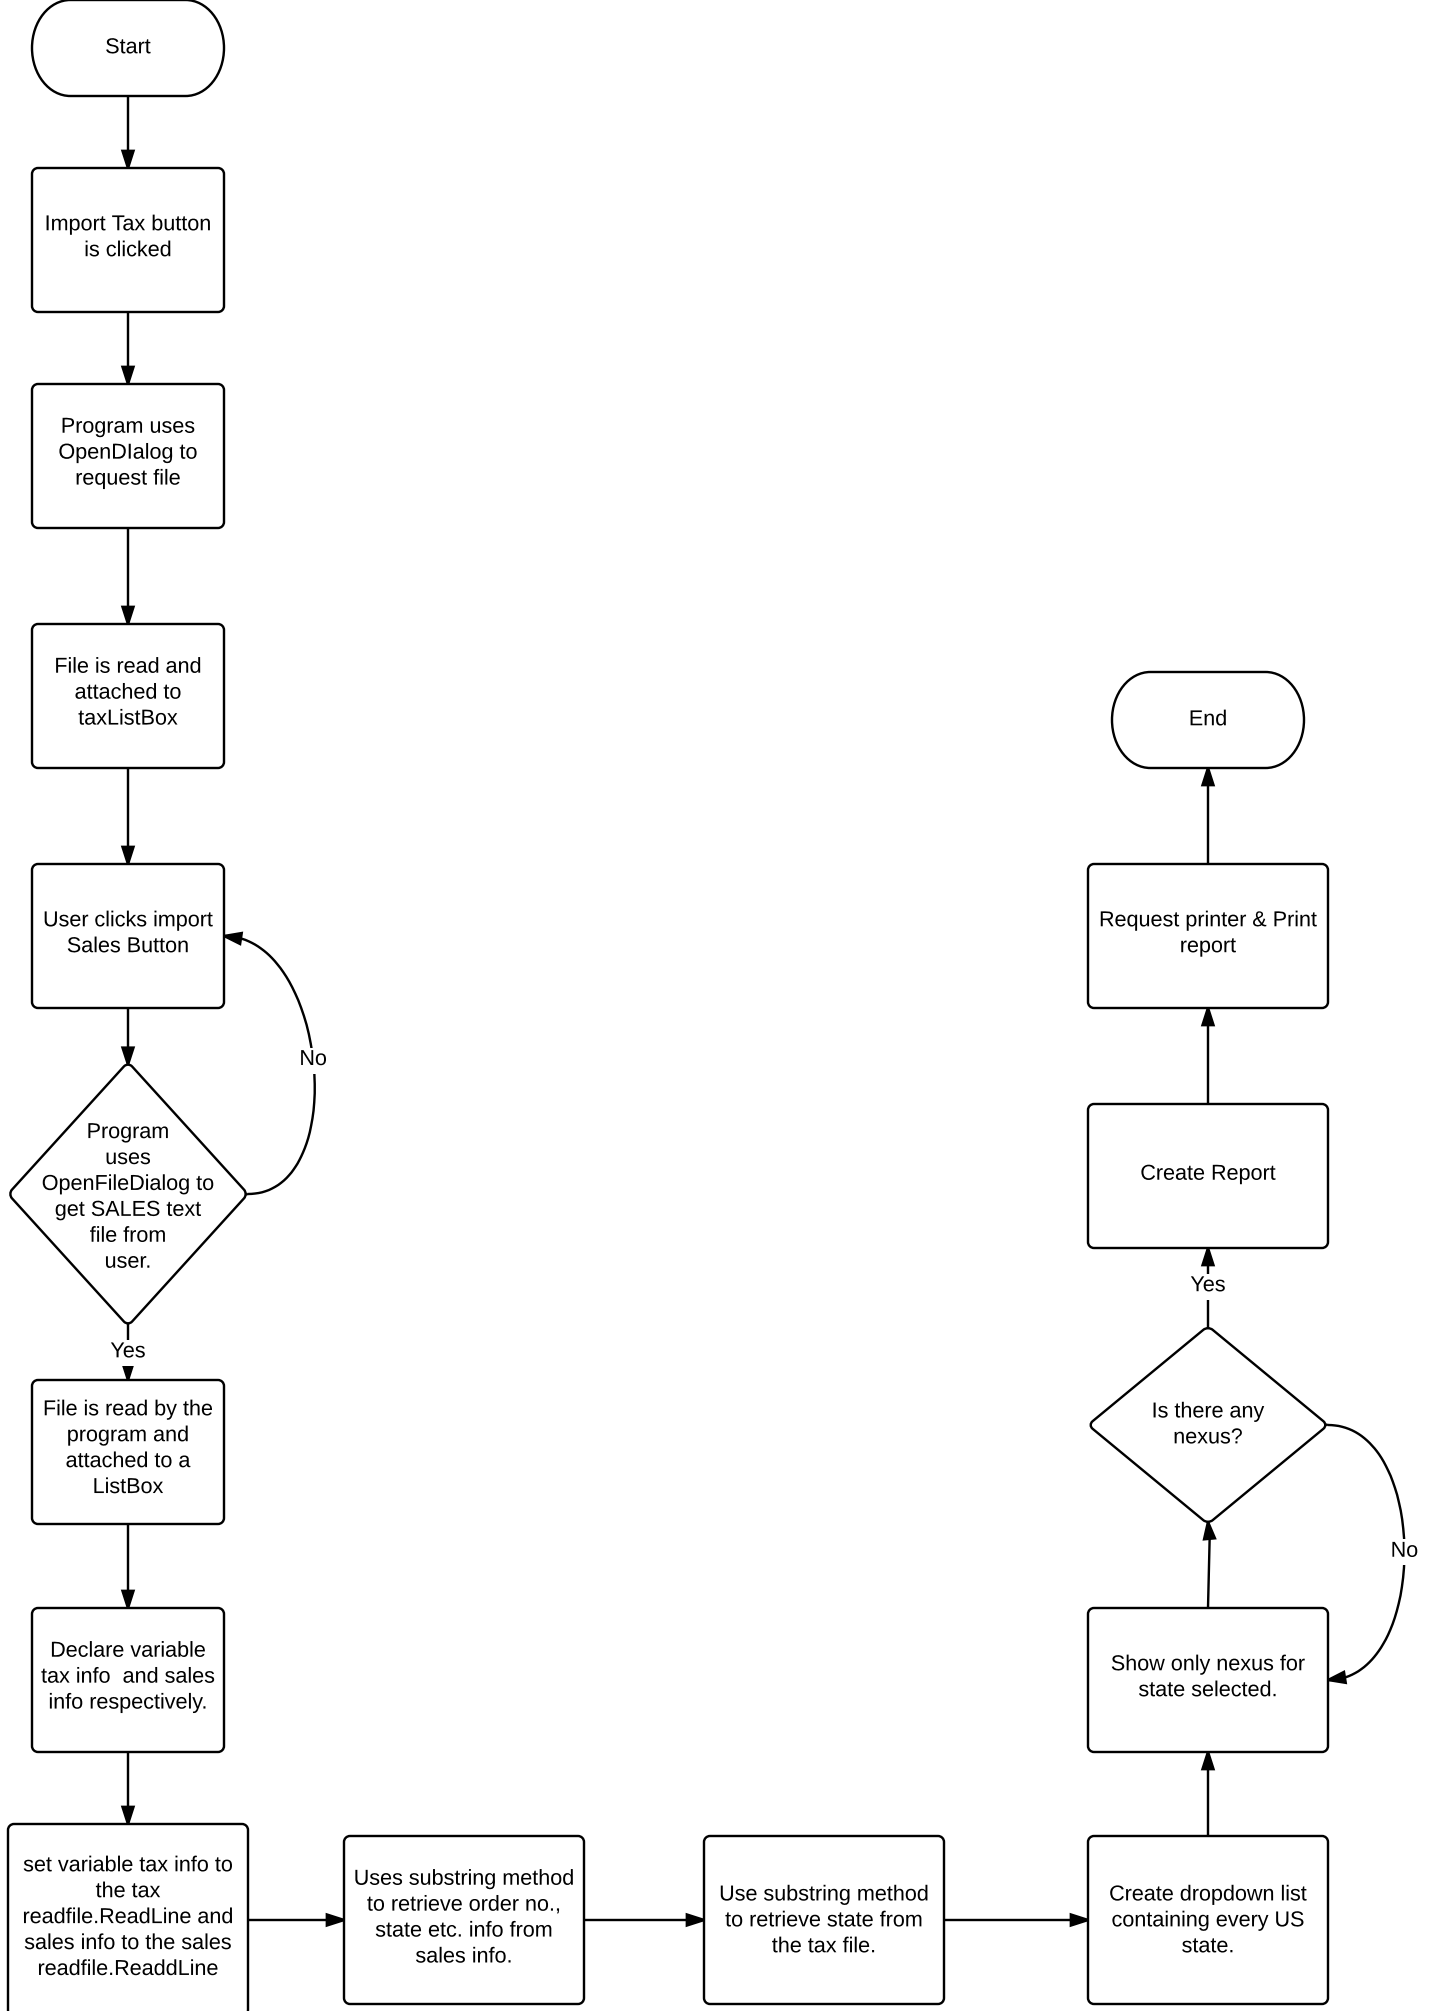 Start
Import Tax button
is clicked
Program uses
OpenDIalog to
request file
File is read and
attached to
taxListBox
User clicks import
Sales Button
No
Program
uses
OpenFileDialog to
get SALES text
file from
user.
Yes
File is read by the
program and
attached to a
ListBox
Declare variable
tax info  and sales
info respectively.
set variable tax info to
the tax
readfile.ReadLine and
sales info to the sales
readfile.ReaddLine
Uses substring method
to retrieve order no.,
state etc. info from
sales info.
Use substring method
to retrieve state from
the tax file.
Create dropdown list
containing every US
state.
Show only nexus for
state selected.
No
Is there any
nexus?
Yes
Create Report
Request printer & Print
report
End